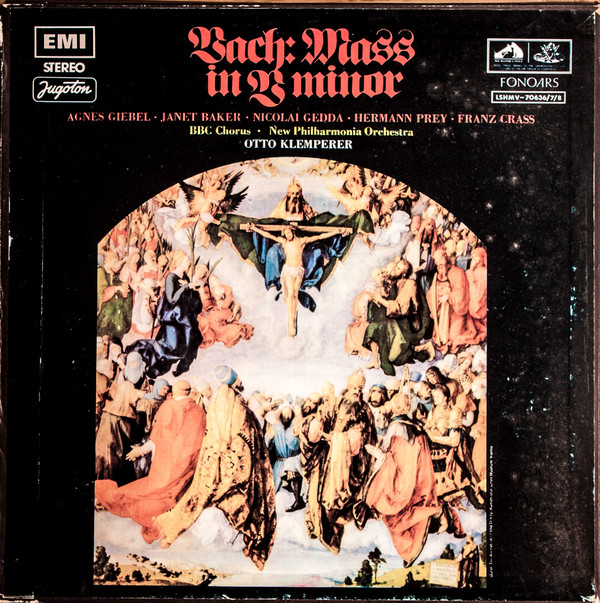 EMI
STEREO
Jugoton
Bach: Mass
in B minor
FONOARS
LSHMV-70636/7/8
AGNES GIEBEL · JANET BAKER · NICOLAI GEDDA · HERMANN PREY · FRANZ CRASS
BBC Chorus · New Philharmonia Orchestra
OTTO KLEMPERER